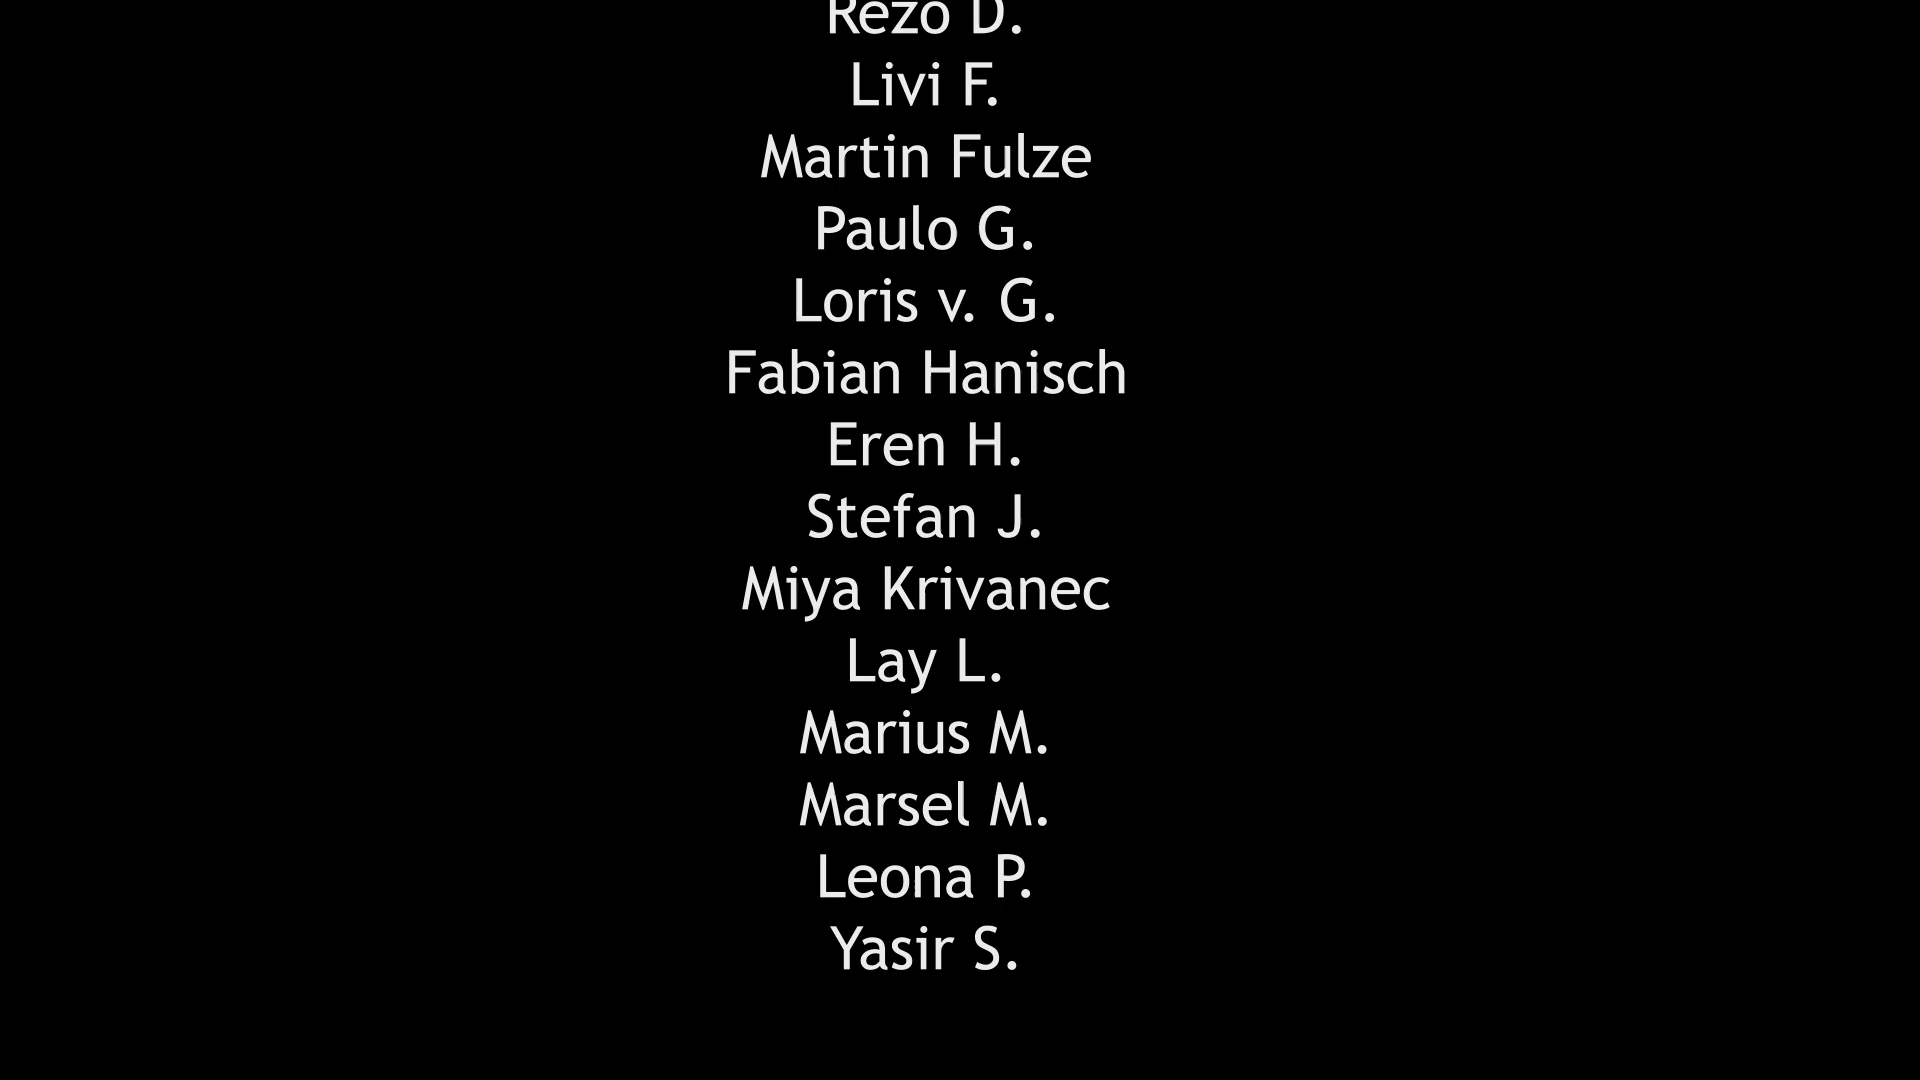 Rezo D.
Livi F.
Martin Fulze
Paulo G.
Loris v. G.
Fabian Hanisch
Eren H.
Stefan J.
Miya Krivanec
Lay L.
Marius M.
Marsel M.
Leona P.
Yasir S.